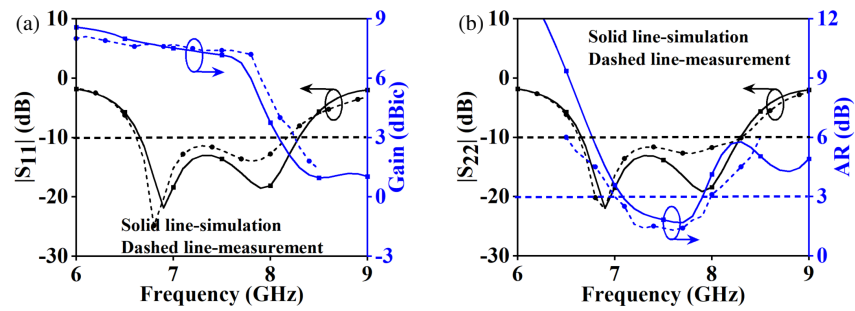 (a)
10
0
-10
-20
-30
|S11| (dB)
9
6
3
0
-3
Gain (dBic)
Solid line-simulation
Dashed line-measurement
6 7 8 9
Frequency (GHz)
(b)
10
0
-10
-20
-30
|S22| (dB)
12
9
6
3
0
AR (dB)
Solid line-simulation
Dashed line-measurement
6 7 8 9
Frequency (GHz)